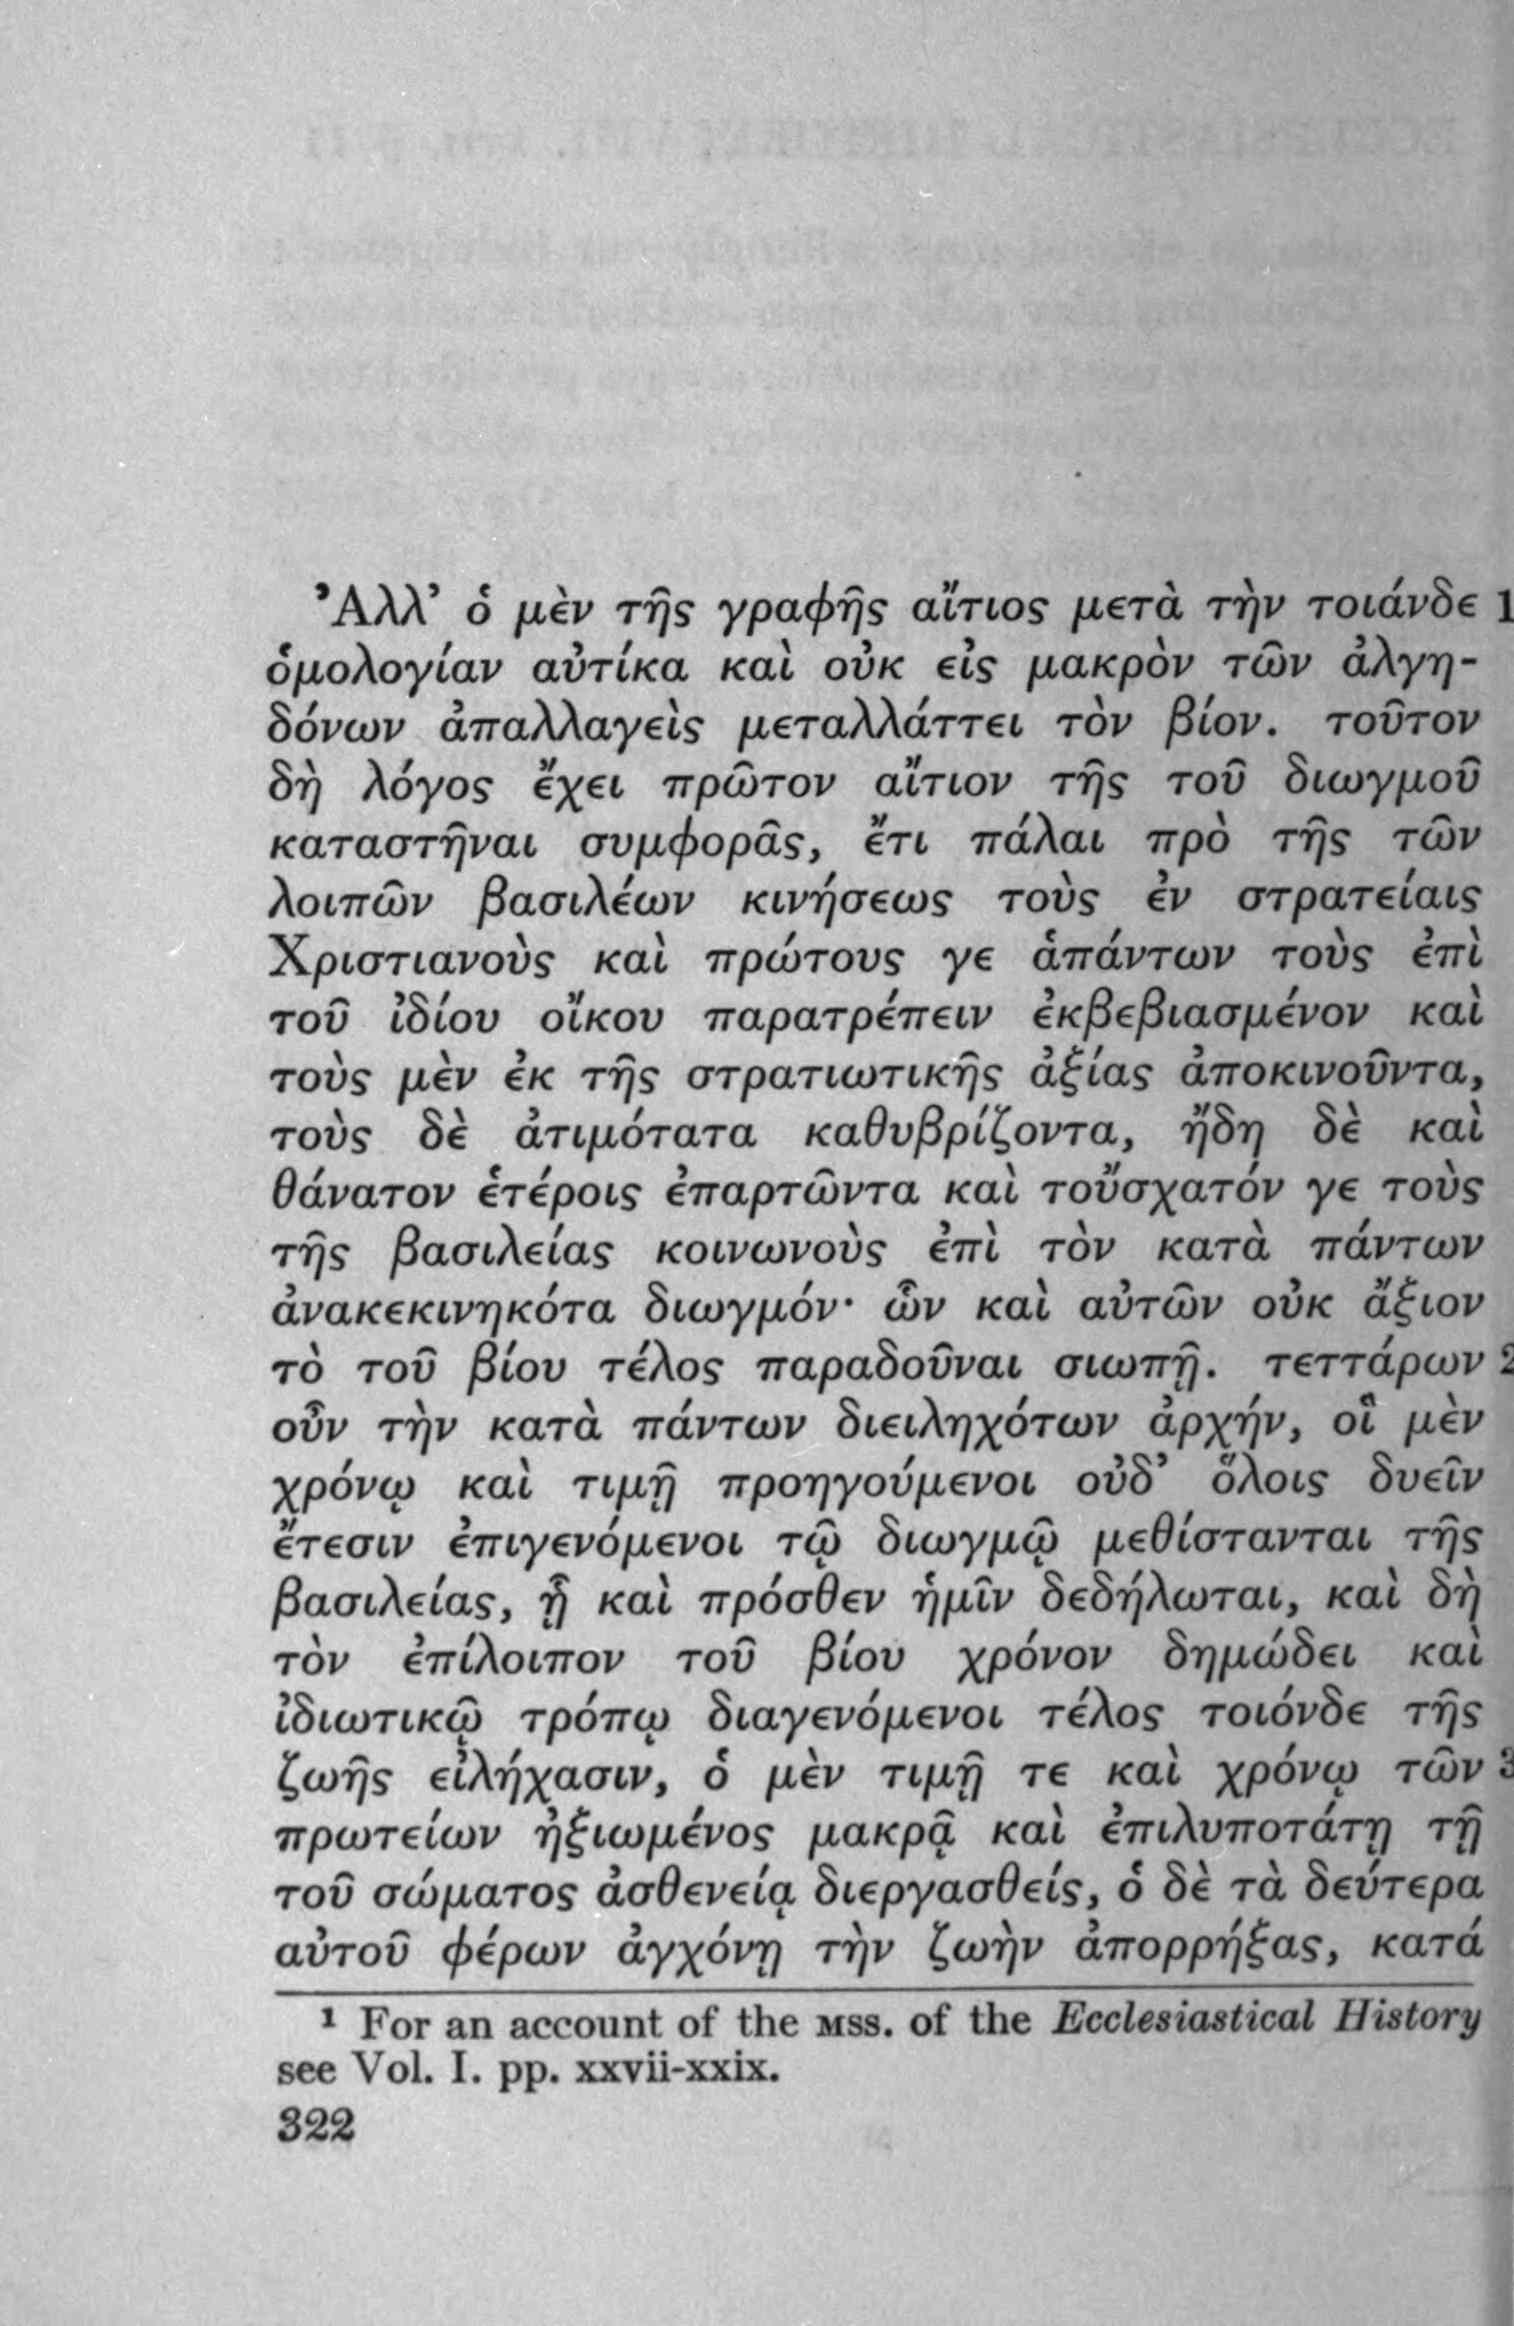 Ἀλλ’ ὁ μὲν τῆς γραφῆς αἴτιος μετὰ τὴν τοιάνδε 1
ὁμολογίαν αὐτίκα καὶ οὐκ εἰς μακρὸν τῶν ἀλγη-
δόνων ἀπαλλαγεὶς μεταλλάττει τὸν βίον. τοῦτον
δὴ λόγος ἔχει πρῶτον αἴτιον τῆς τοῦ διωγμοῦ
καταστῆναι συμφορᾶς, ἔτι πάλαι πρὸ τῆς τῶν
λοιπῶν βασιλέων κινήσεως τοὺς ἐν στρατείαις
Χριστιανοὺς καὶ πρώτους γε ἁπάντων τοὺς ἐπὶ
τοῦ ἰδίου οἴκου παρατρέπειν ἐκβεβιασμένον καὶ
τοὺς μὲν ἐκ τῆς στρατιωτικῆς ἀξίας ἀποκινοῦντα,
τοὺς δὲ ἀτιμότατα καθυβρίζοντα, ἤδη δὲ καὶ
θάνατον ἑτέροις ἐπαρτῶντα καὶ τοὔσχατόν γε τοὺς
τῆς βασιλείας κοινωνοὺς ἐπὶ τὸν κατὰ πάντων
ἀνακεκινηκότα διωγμόν· ὧν καὶ αὐτῶν οὐκ ἄξιον
τὸ τοῦ βίου τέλος παραδοῦναι σιωπῇ. τεττάρων 2
οὖν τὴν κατὰ πάντων διειληχότων ἀρχήν, οἳ μὲν
χρόνῳ καὶ τιμῇ προηγούμενοι οὐδ’ ὅλοις δυεῖν
ἔτεσιν ἐπιγενόμενοι τῷ διωγμῷ μεθίστανται τῆς
βασιλείας, ᾗ καὶ πρόσθεν ἡμῖν δεδήλωται, καὶ δὴ
τὸν ἐπίλοιπον τοῦ βίου χρόνον δημώδει καὶ
ἰδιωτικῷ τρόπῳ διαγενόμενοι τέλος τοιόνδε τῆς
ζωῆς εἰλήχασιν, ὁ μὲν τιμῇ τε καὶ χρόνῳ τῶν 3
πρωτείων ἠξιωμένος μακρᾷ καὶ ἐπιλυποτάτῃ τῇ
τοῦ σώματος ἀσθενείᾳ διεργασθείς, ὁ δὲ τὰ δεύτερα
αὐτοῦ φέρων ἀγχόνῃ τὴν ζωὴν ἀπορρήξας, κατά
¹ For an account of the MSS. of the Ecclesiastical History
see Vol. I. pp. xxvii-xxix.
322